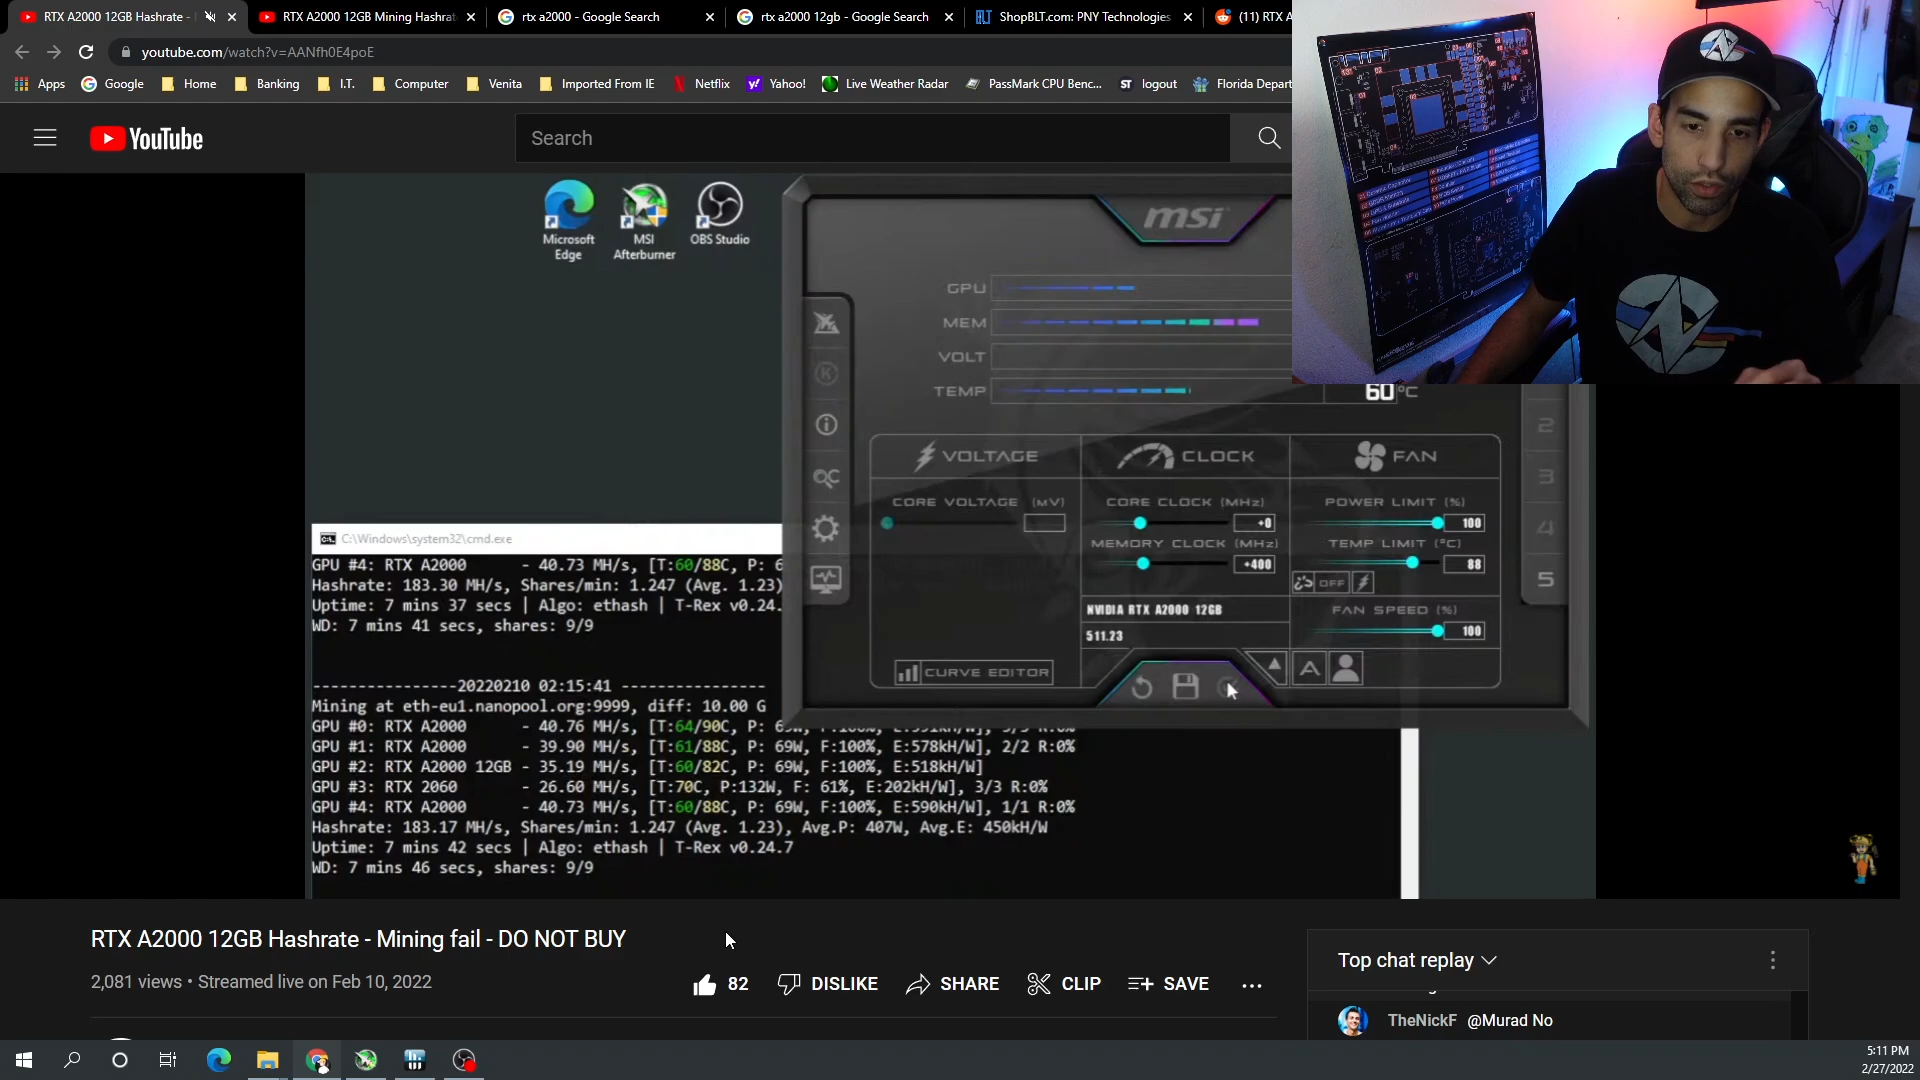 RTX A2000 12GB Hashrate -
RTX A2000 12GB Mining Hashrat
rtx a2000 - Google Search
rtx a2000 12gb - Google Search
ShopBLT.com: PNY Technologies
(11) RTX A
youtube.com/watch?v=AANfh0E4poE
Apps
Google
Home
Banking
I.T.
Computer
Venita
Imported From IE
Netflix
Yahoo!
Live Weather Radar
PassMark CPU Benc...
ST logout
Florida Depart
YouTube
Search
Microsoft Edge
MSI Afterburner
OBS Studio
msi
GPU
MEM
VOLT
TEMP
60 °C
VOLTAGE
CLOCK
FAN
CORE VOLTAGE (MV)
CORE CLOCK (MHz)
+0
POWER LIMIT (%)
100
MEMORY CLOCK (MHz)
+400
TEMP LIMIT (°C)
88
OFF
NVIDIA RTX A2000 12GB
511.23
FAN SPEED (%)
100
CURVE EDITOR
A
2
3
4
5
C:\Windows\system32\cmd.exe
GPU #4: RTX A2000 - 40.73 MH/s, [T:60/88C, P: 6
Hashrate: 183.30 MH/s, Shares/min: 1.247 (Avg. 1.23)
Uptime: 7 mins 37 secs | Algo: ethash | T-Rex v0.24.
WD: 7 mins 41 secs, shares: 9/9
----------------20220210 02:15:41 ----------------
Mining at eth-eu1.nanopool.org:9999, diff: 10.00 G
GPU #0: RTX A2000 - 40.76 MH/s, [T:64/90C, P:
GPU #1: RTX A2000 - 39.90 MH/s, [T:61/88C, P: 69W, F:100%, E:578kH/W], 2/2 R:0%
GPU #2: RTX A2000 12GB - 35.19 MH/s, [T:60/82C, P: 69W, F:100%, E:518kH/W]
GPU #3: RTX 2060 - 26.60 MH/s, [T:70C, P:132W, F: 61%, E:202kH/W], 3/3 R:0%
GPU #4: RTX A2000 - 40.73 MH/s, [T:60/88C, P: 69W, F:100%, E:590kH/W], 1/1 R:0%
Hashrate: 183.17 MH/s, Shares/min: 1.247 (Avg. 1.23), Avg.P: 407W, Avg.E: 450kH/W
Uptime: 7 mins 42 secs | Algo: ethash | T-Rex v0.24.7
WD: 7 mins 46 secs, shares: 9/9
RTX A2000 12GB Hashrate - Mining fail - DO NOT BUY
2,081 views • Streamed live on Feb 10, 2022
82
DISLIKE
SHARE
CLIP
SAVE
Top chat replay
TheNickF @Murad No
5:11 PM
2/27/2022